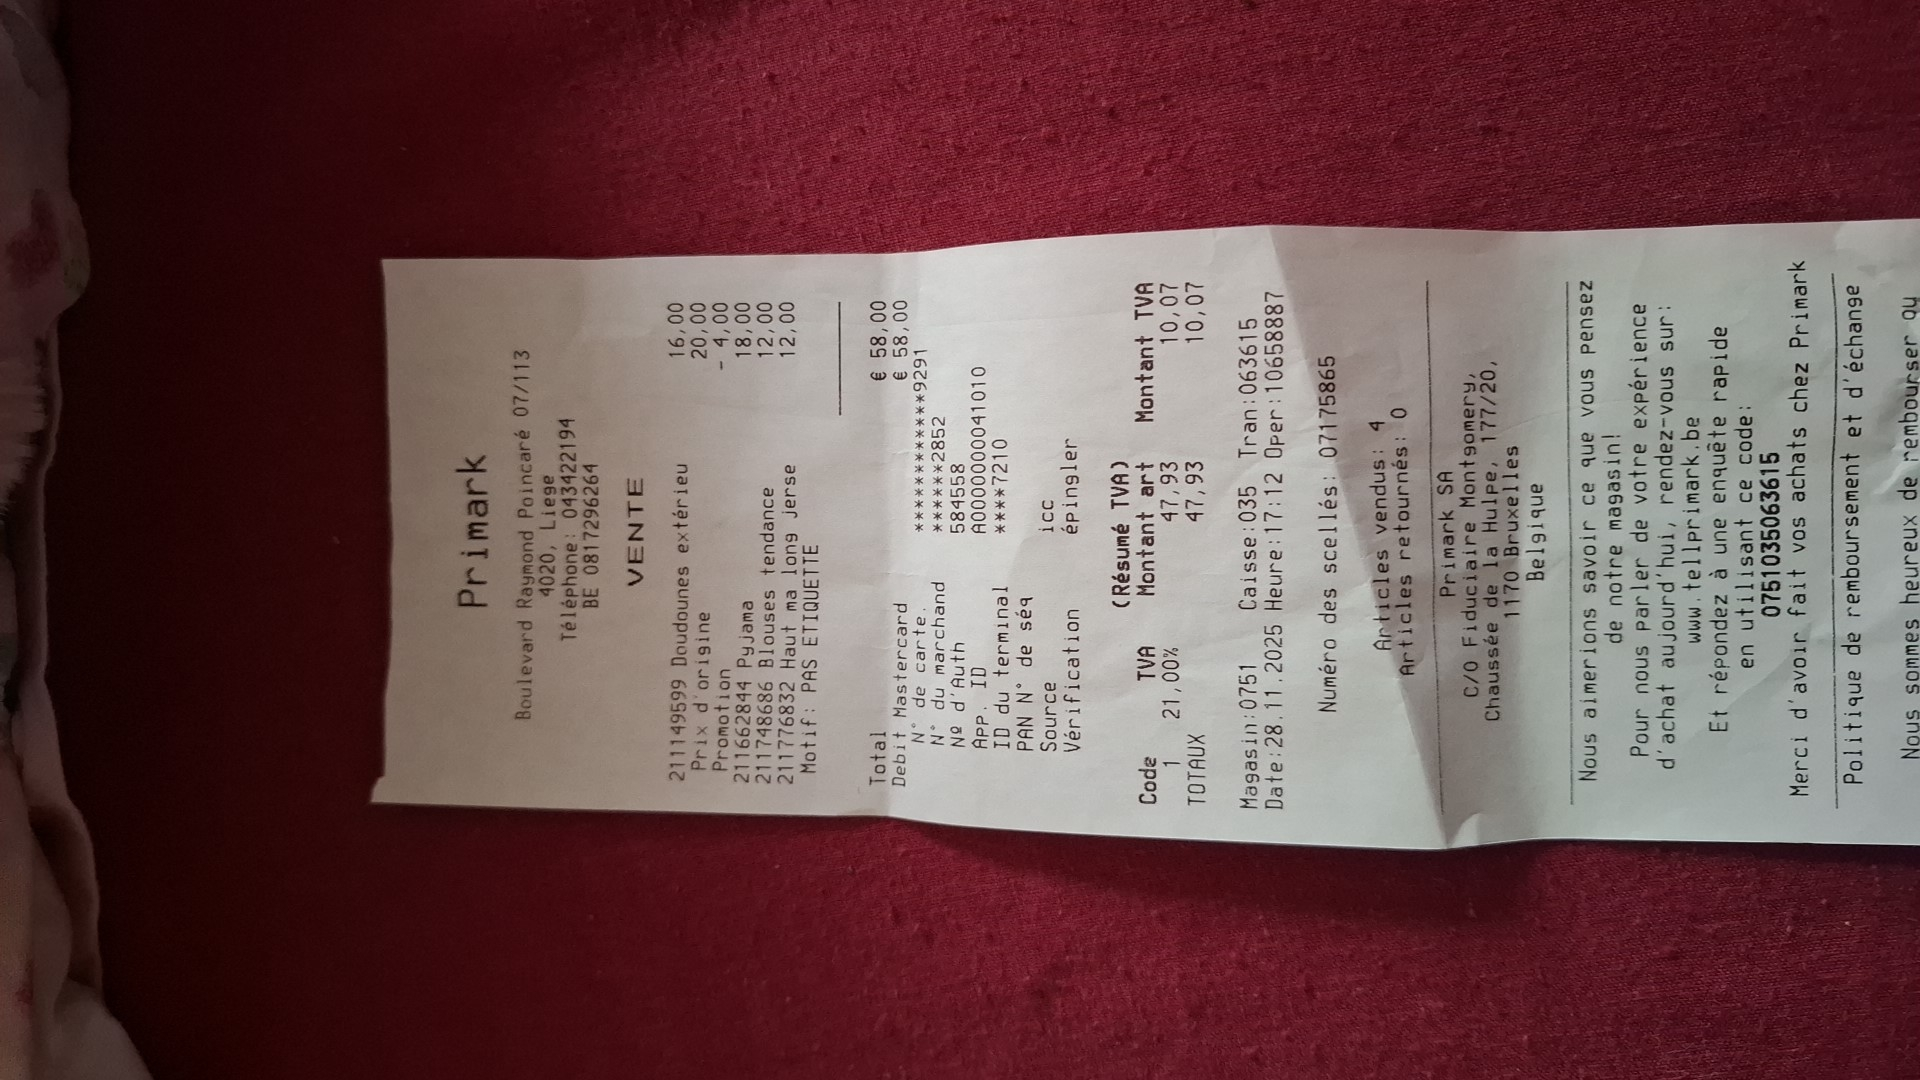 Primark
Boulevard Raymond Poincaré 07/113
4020, Liege
Téléphone: 043422194
BE 0817296264
VENTE
211149599 Doudounes extérieu 16,00
Prix d'origine 20,00
Promotion - 4,00
211662844 Pyjama 18,00
211748686 Blouses tendance 12,00
211776832 Haut ma long jerse 12,00
Motif: PAS ETIQUETTE
Total € 58,00
Debit Mastercard € 58,00
N° de carte. ************9291
N° du marchand ******2852
Nº d'Auth 584558
App. ID A0000000041010
ID du terminal ****7210
PAN N° de séq
Source icc
Vérification épingler
(Résumé TVA)
Code TVA Montant art Montant TVA
1 21,00% 47,93 10,07
TOTAUX 47,93 10,07
Magasin:0751 Caisse:035 Tran:063615
Date:28.11.2025 Heure:17:12 Oper:10658887
Numéro des scellés: 07175865
Articles vendus: 4
Articles retournés: 0
Primark SA
C/O Fiduciaire Montgomery,
Chaussée de la Hulpe, 177/20,
1170 Bruxelles
Belgique
Nous aimerions savoir ce que vous pensez
de notre magasin!
Pour nous parler de votre expérience
d'achat aujourd'hui, rendez-vous sur:
www.tellprimark.be
Et répondez à une enquête rapide
en utilisant ce code:
0751035063615
Merci d'avoir fait vos achats chez Primark
Politique de remboursement et d'échange
Nous sommes heureux de rembourser ou